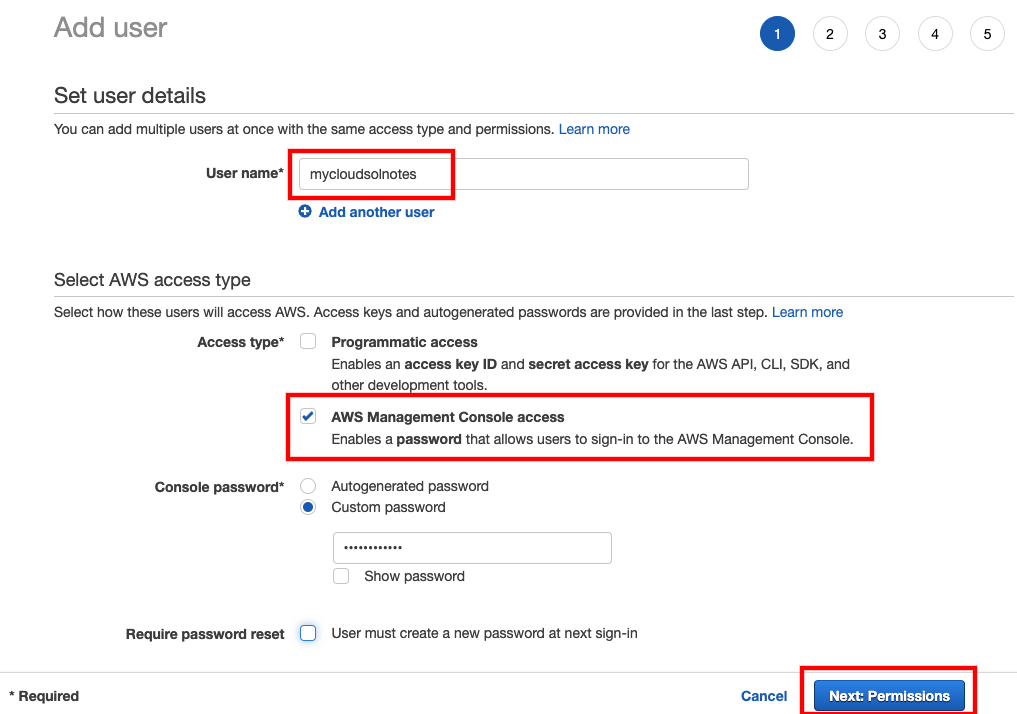 Add user
1 2 3 4 5
Set user details
You can add multiple users at once with the same access type and permissions. Learn more
User name* mycloudsolnotes
Add another user
Select AWS access type
Select how these users will access AWS. Access keys and autogenerated passwords are provided in the last step. Learn more
Access type* Programmatic access
Enables an access key ID and secret access key for the AWS API, CLI, SDK, and
other development tools.
AWS Management Console access
Enables a password that allows users to sign-in to the AWS Management Console.
Console password* Autogenerated password
Custom password
••••••••••••
Show password
Require password reset User must create a new password at next sign-in
* Required Cancel Next: Permissions